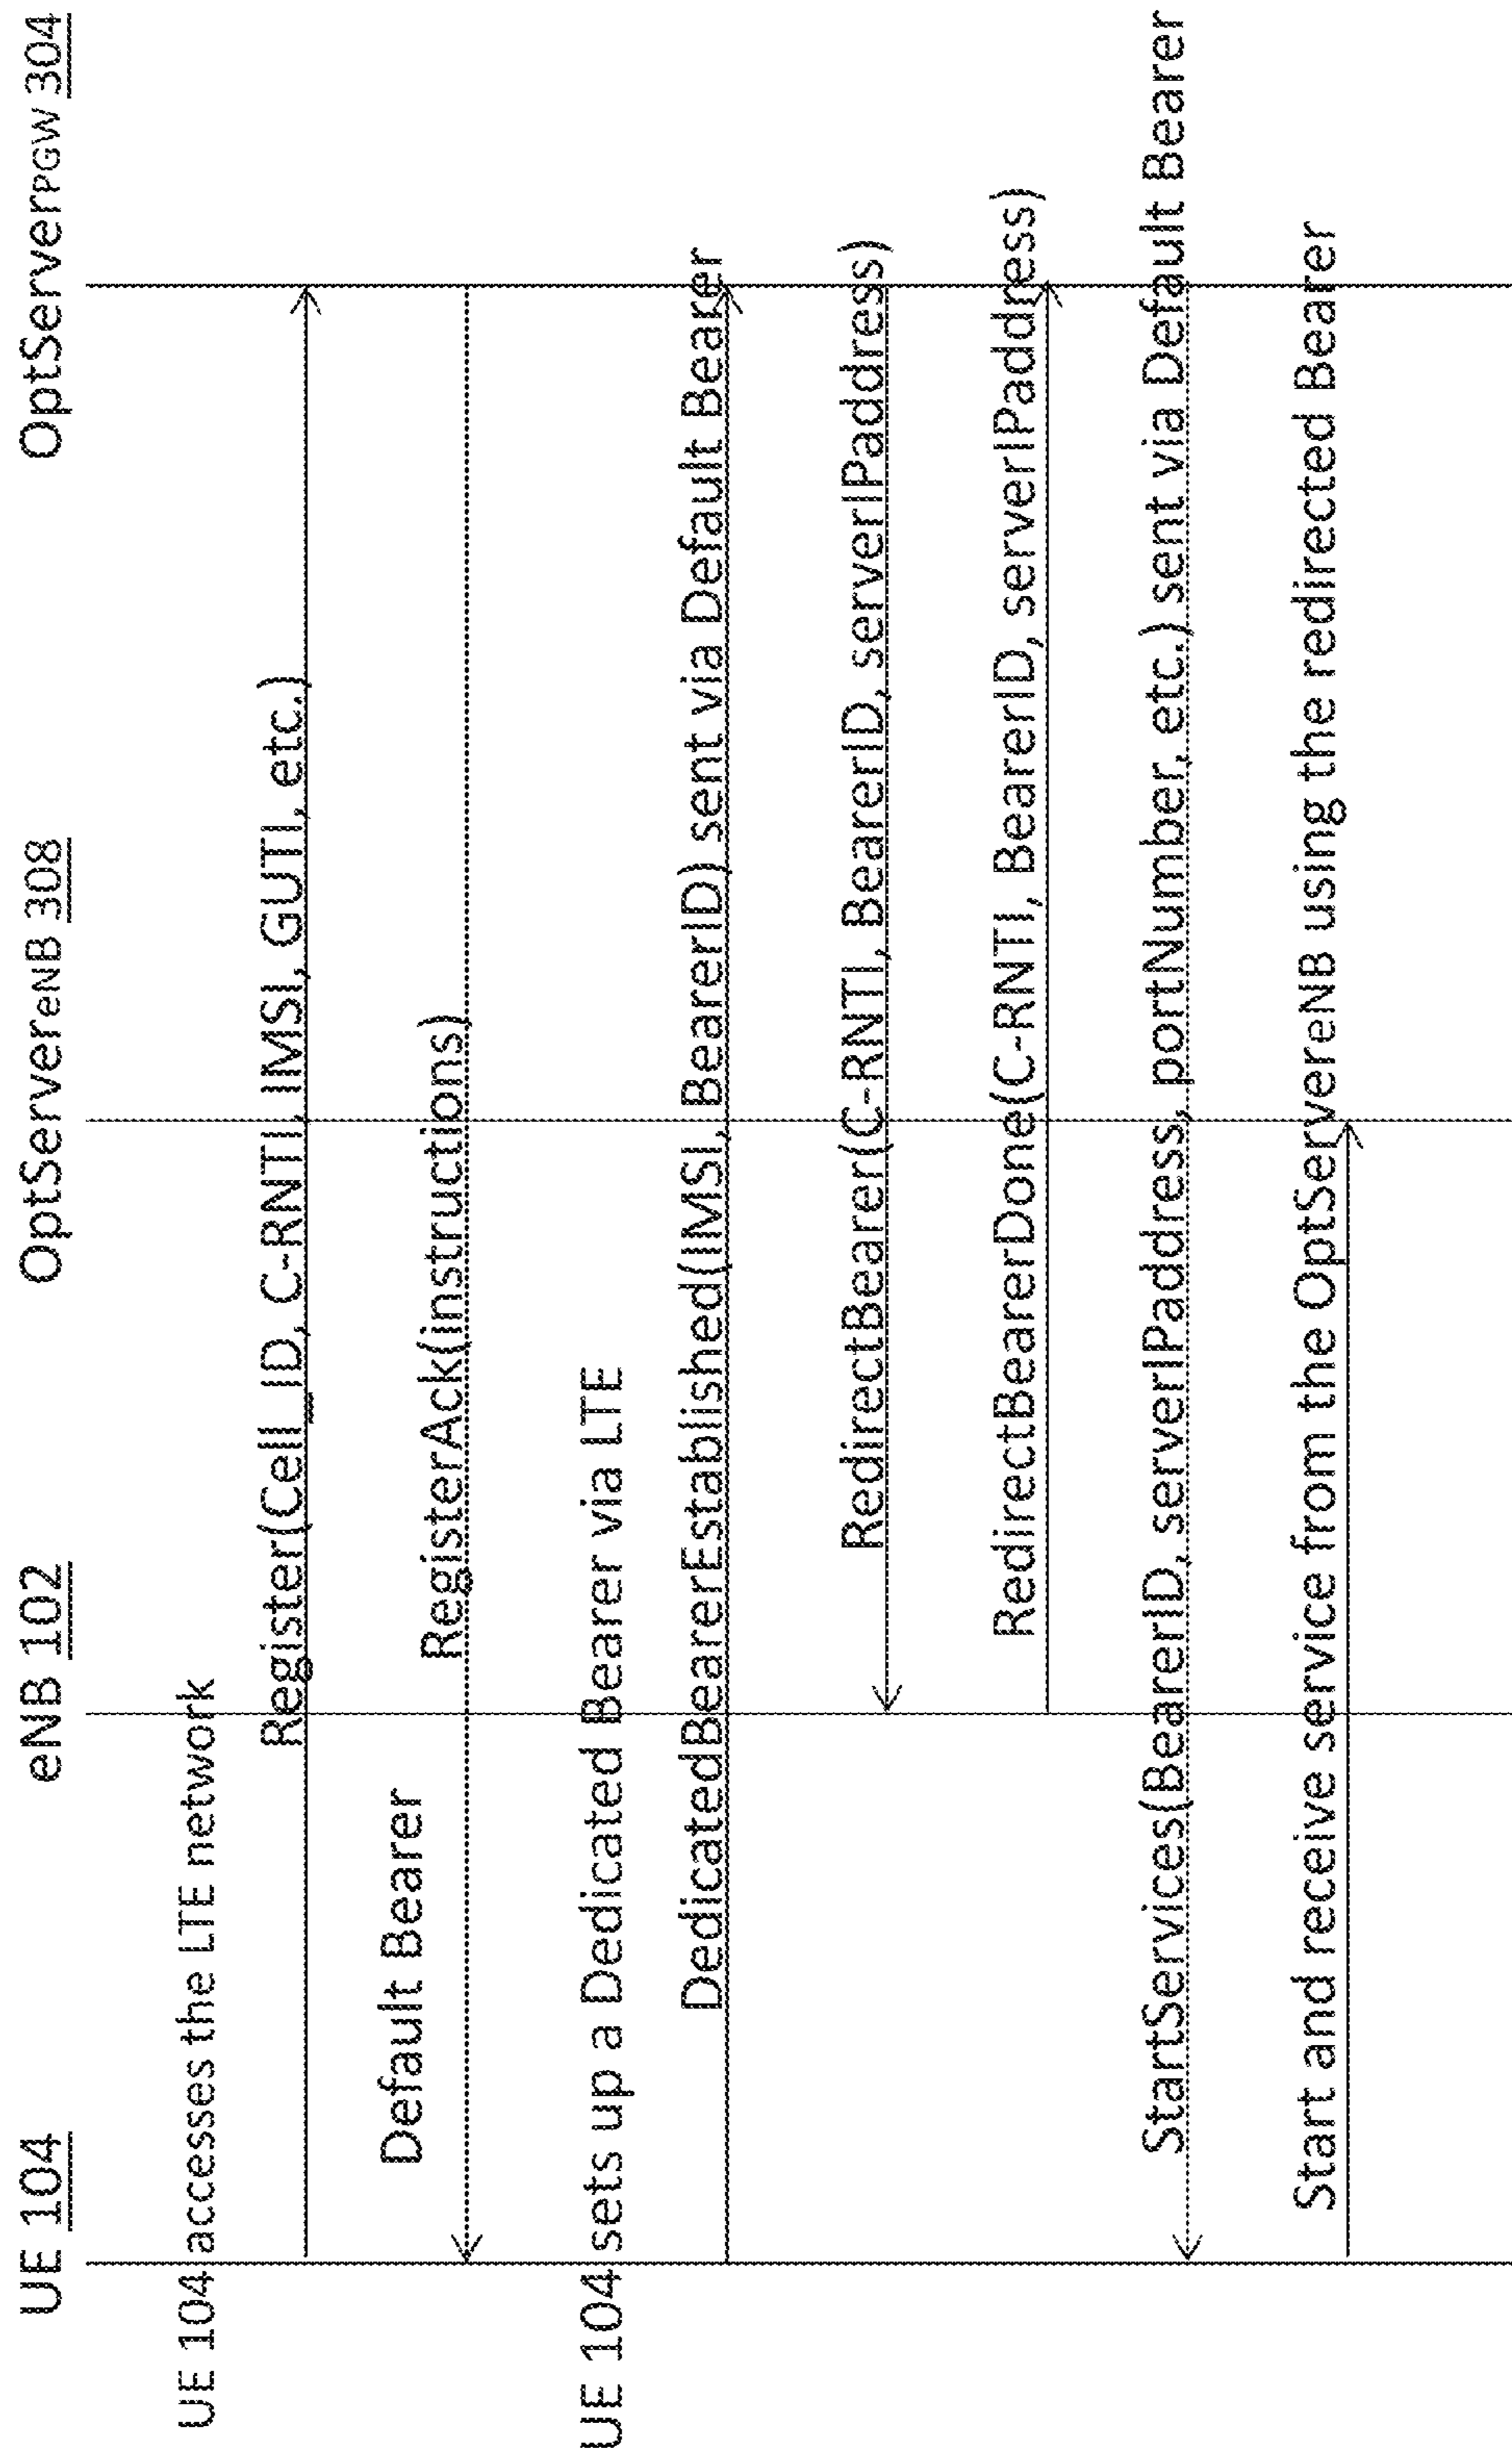 UE 104
eNB 102
OptServereNB 308
OptServerPGW 304
UE 104 accesses the LTE network
Register(Cell_ID, C-RNTI, IMSI, GUTI, etc.)
Default Bearer
RegisterAck(instructions)
UE 104 sets up a Dedicated Bearer via LTE
DedicatedBearerEstablished(IMSI, BearerID) sent via Default Bearer
RedirectBearer(C-RNTI, BearerID, serverIPaddress)
RedirectBearerDone(C-RNTI, BearerID, serverIPaddress)
StartServices(BearerID, serverIPaddress, portNumber, etc.) sent via Default Bearer
Start and receive service from the OptServereNB using the redirected Bearer